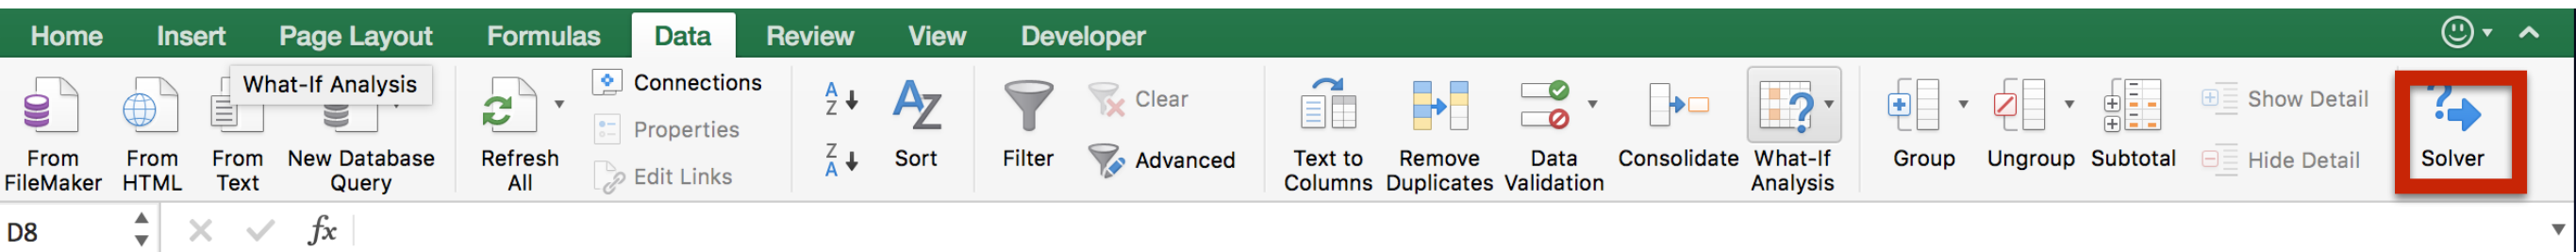 Home Insert Page Layout Formulas Data Review View Developer
What-If Analysis
From FileMaker
From HTML
From Text
New Database Query
Refresh All
Connections
Properties
Edit Links
A Z
Z A
AZ
Sort
Filter
Clear
Advanced
Text to Columns
Remove Duplicates
Data Validation
Consolidate
What-If Analysis
Group
Ungroup
Subtotal
Show Detail
Hide Detail
Solver
D8
fx